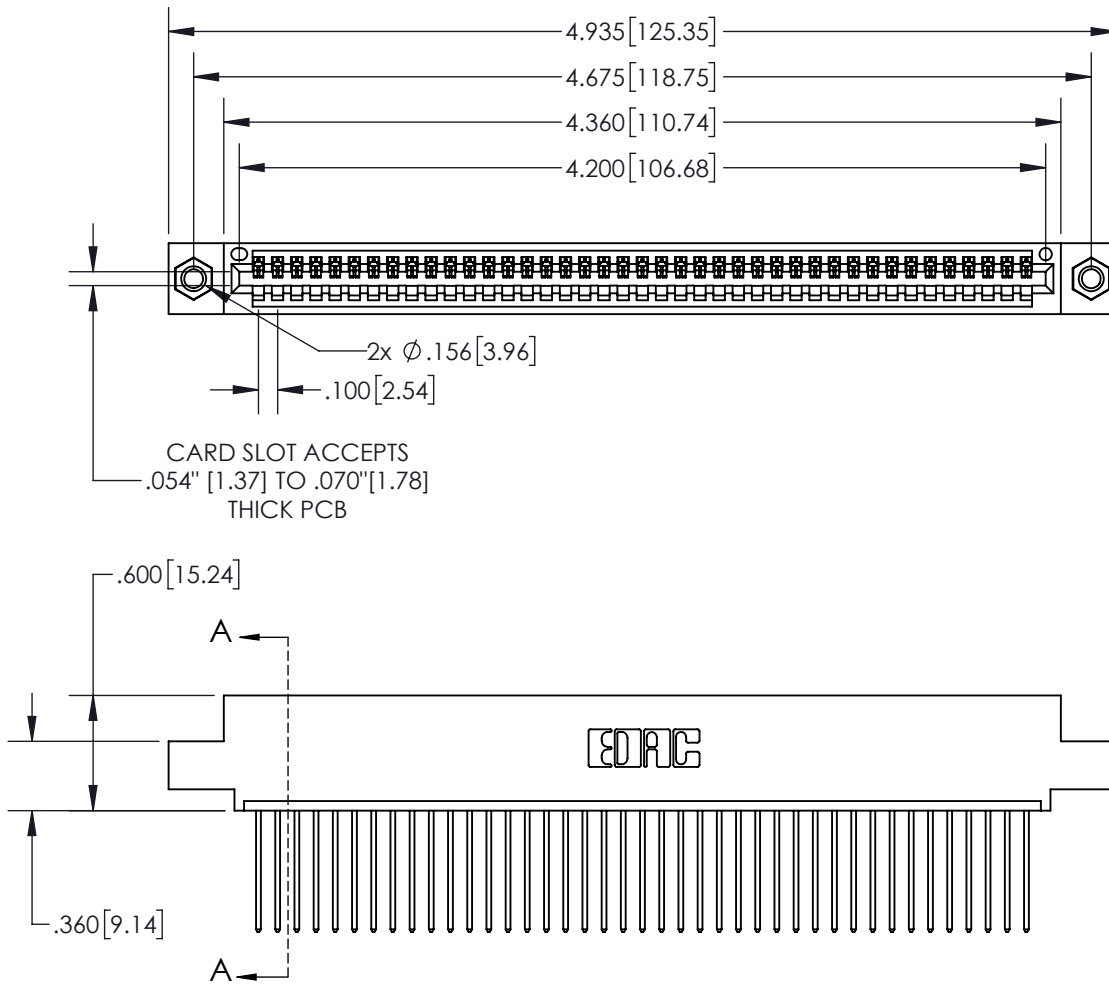 4.935[125.35]
4.675[118.75]
4.360[110.74]
4.200[106.68]
2x Ø.156[3.96]
.100[2.54]
CARD SLOT ACCEPTS
.054" [1.37] TO .070"[1.78]
THICK PCB
.600[15.24]
A
EDAC
.360[9.14]
A